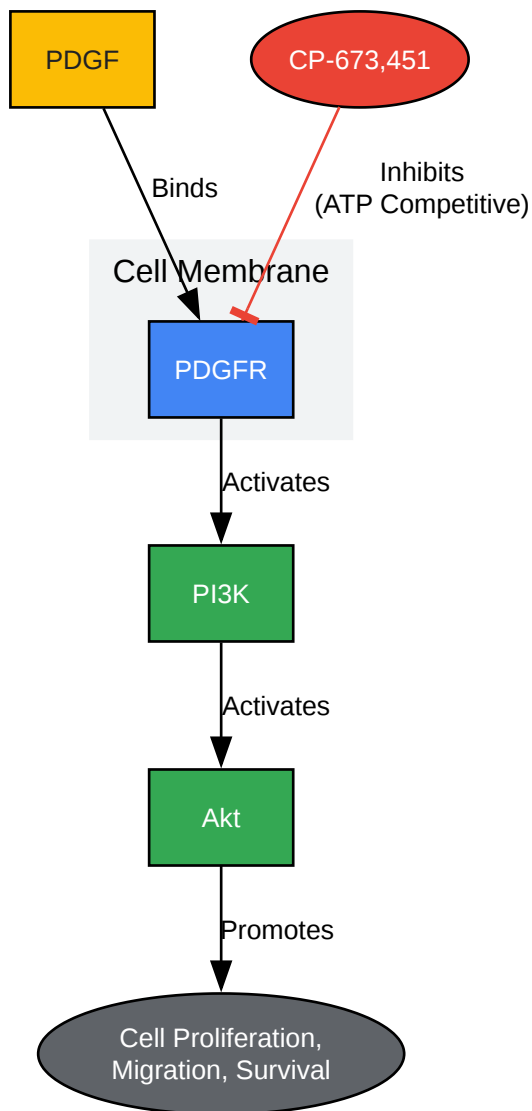 PDGF
CP-673,451
Binds
Inhibits
(ATP Competitive)
Cell Membrane
PDGFR
Activates
PI3K
Activates
Akt
Promotes
Cell Proliferation,
Migration, Survival